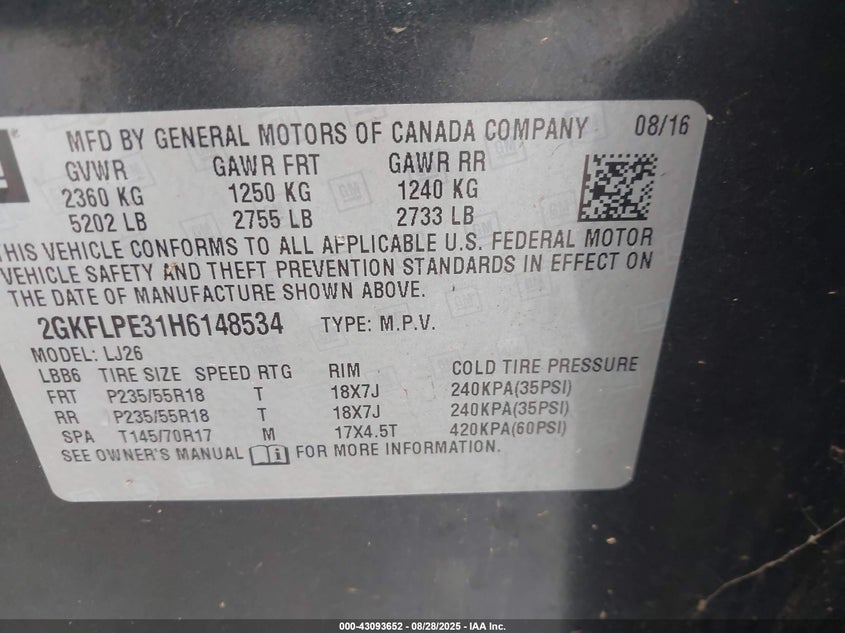 MFD BY GENERAL MOTORS OF CANADA COMPANY 08/16
GVWR GAWR FRT GAWR RR
2360 KG 1250 KG 1240 KG
5202 LB 2755 LB 2733 LB
THIS VEHICLE CONFORMS TO ALL APPLICABLE U.S. FEDERAL MOTOR
VEHICLE SAFETY AND THEFT PREVENTION STANDARDS IN EFFECT ON
THE DATE OF MANUFACTURE SHOWN ABOVE.
2GKFLPE31H6148534 TYPE: M.P.V.
MODEL: LJ26
LBB6 TIRE SIZE SPEED RTG RIM COLD TIRE PRESSURE
FRT P235/55R18 T 18X7J 240KPA(35PSI)
RR P235/55R18 T 18X7J 240KPA(35PSI)
SPA T145/70R17 M 17X4.5T 420KPA(60PSI)
SEE OWNER'S MANUAL FOR MORE INFORMATION.
000-43093652 - 08/28/2025 - IAA Inc.